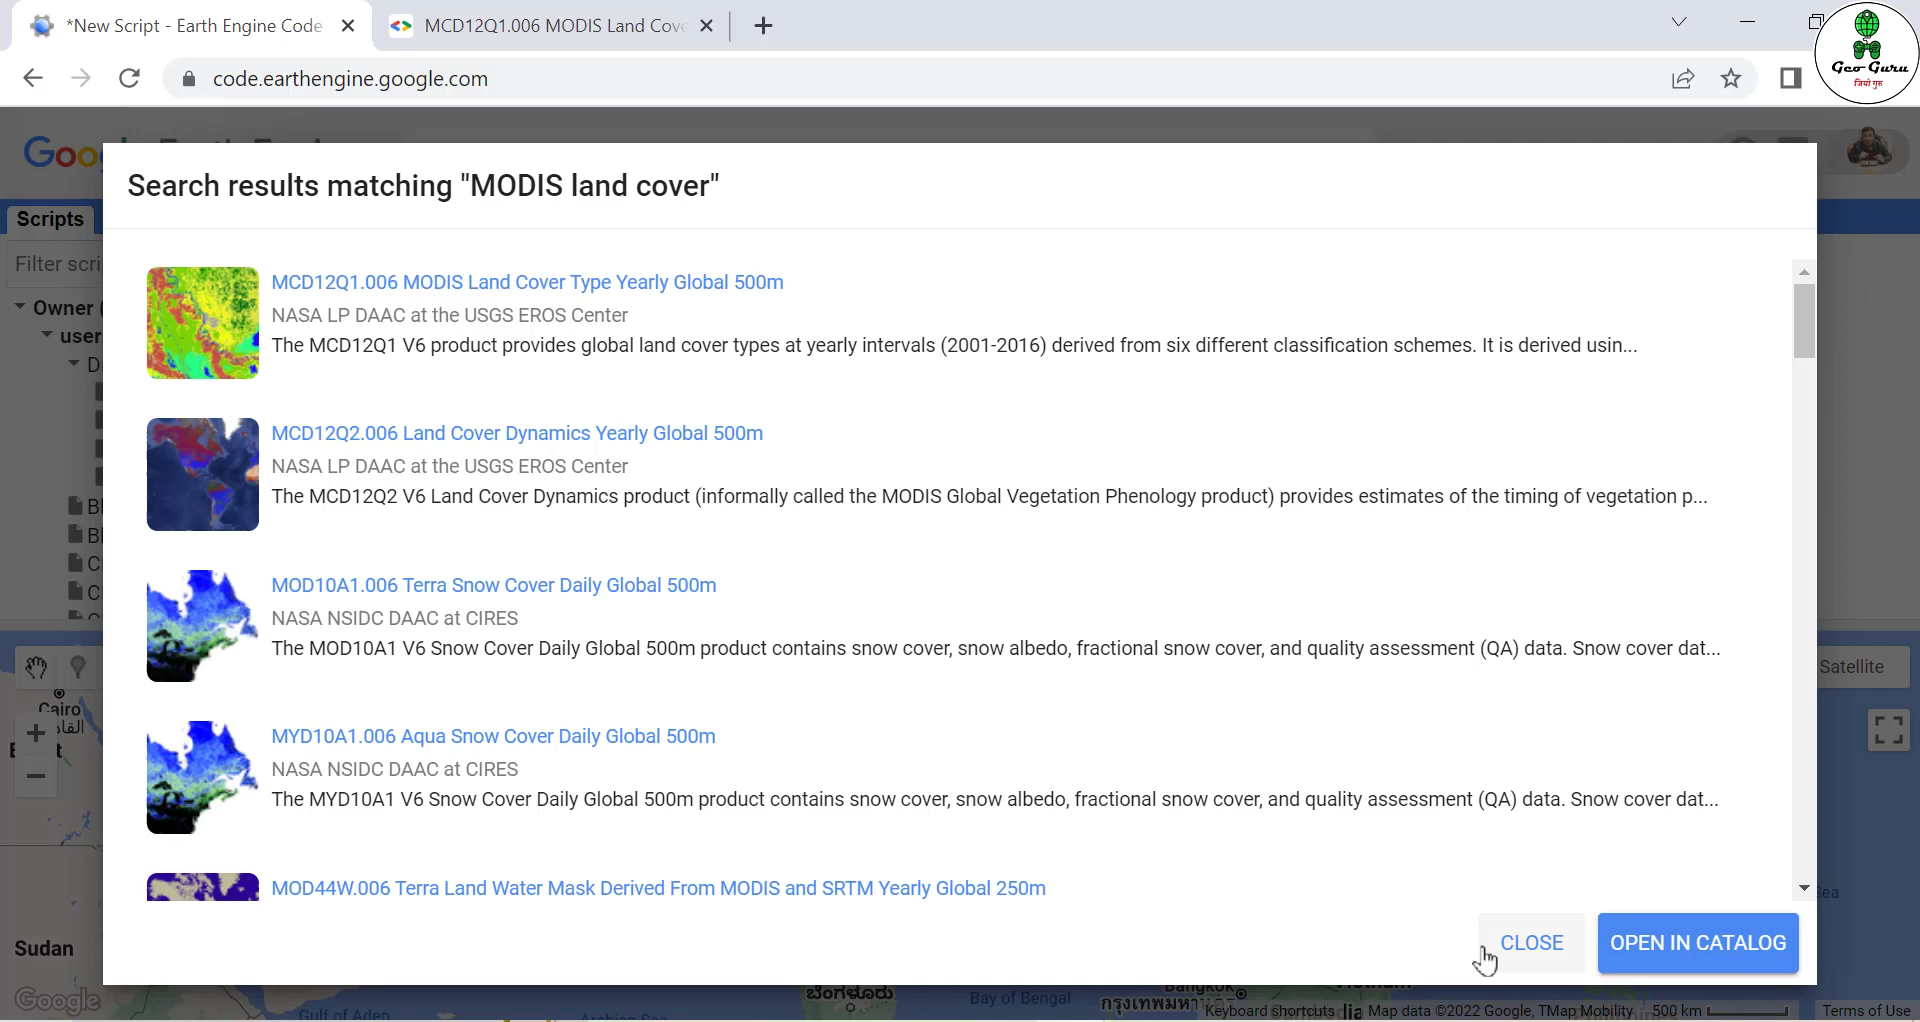 *New Script - Earth Engine Code
MCD12Q1.006 MODIS Land Cove
code.earthengine.google.com
Geo Guru
जियो गुरु
Search results matching "MODIS land cover"
Scripts
Filter scri
Owner (
user
MCD12Q1.006 MODIS Land Cover Type Yearly Global 500m
NASA LP DAAC at the USGS EROS Center
The MCD12Q1 V6 product provides global land cover types at yearly intervals (2001-2016) derived from six different classification schemes. It is derived usin...
MCD12Q2.006 Land Cover Dynamics Yearly Global 500m
NASA LP DAAC at the USGS EROS Center
The MCD12Q2 V6 Land Cover Dynamics product (informally called the MODIS Global Vegetation Phenology product) provides estimates of the timing of vegetation p...
MOD10A1.006 Terra Snow Cover Daily Global 500m
NASA NSIDC DAAC at CIRES
The MOD10A1 V6 Snow Cover Daily Global 500m product contains snow cover, snow albedo, fractional snow cover, and quality assessment (QA) data. Snow cover dat...
MYD10A1.006 Aqua Snow Cover Daily Global 500m
NASA NSIDC DAAC at CIRES
The MYD10A1 V6 Snow Cover Daily Global 500m product contains snow cover, snow albedo, fractional snow cover, and quality assessment (QA) data. Snow cover dat...
MOD44W.006 Terra Land Water Mask Derived From MODIS and SRTM Yearly Global 250m
CLOSE
OPEN IN CATALOG
Satellite
Cairo
Sudan
Google
Gulf of Aden
ಬೆಂಗಳೂರು
Bay of Bengal
Bangkok
Keyboard shortcuts
Map data ©2022 Google, TMap Mobility
500 km
Terms of Use